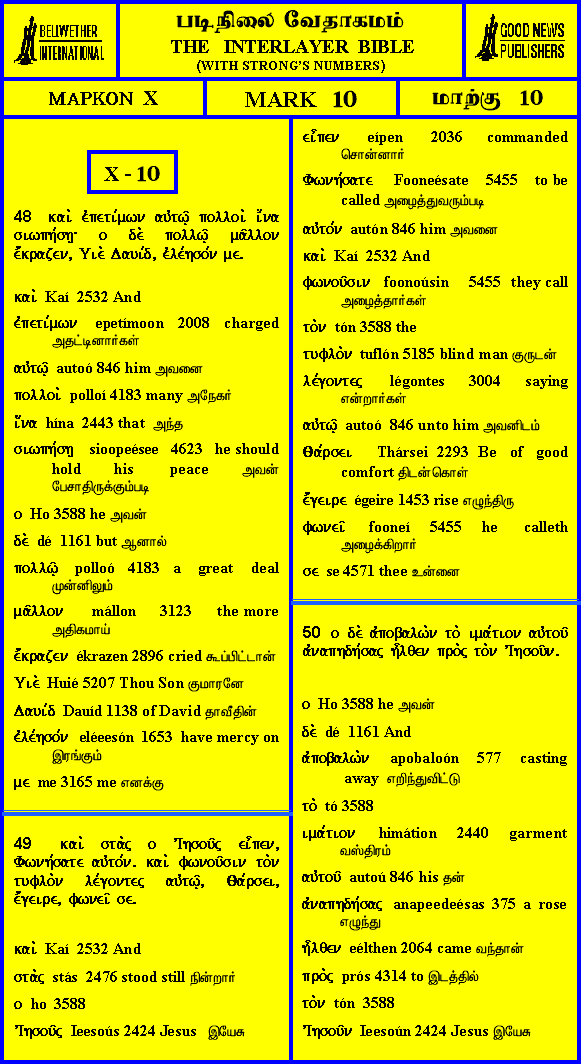 BELLWETHER
INTERNATIONAL
படிநிலை வேதாகமம்
THE INTERLAYER BIBLE
(WITH STRONG'S NUMBERS)
GOOD NEWS
PUBLISHERS
ΜΑΡΚΟΝ Χ
MARK 10
மாற்கு 10
X - 10
48 καὶ ἐπετίμων αὐτῷ πολλοὶ ἵνα
σιωπήσῃ· ο δὲ πολλῷ μᾶλλον
ἔκραζεν, Υιὲ Δαυίδ, ἐλέησόν με.
καὶ Kaí 2532 And
ἐπετίμων epetímoon 2008 charged
அதட்டினார்கள்
αὐτῷ autoó 846 him அவனை
πολλοὶ polloí 4183 many அநேகர்
ἵνα hína 2443 that அந்த
σιωπήσῃ sioopeésee 4623 he should
hold his peace அவன்
பேசாதிருக்கும்படி
ο Ho 3588 he அவன்
δὲ dé 1161 but ஆனால்
πολλῷ polloó 4183 a great deal
முன்னிலும்
μᾶλλον mállon 3123 the more
அதிகமாய்
ἔκραζεν ékrazen 2896 cried கூப்பிட்டான்
Υιὲ Huié 5207 Thou Son குமாரனே
Δαυίδ Dauíd 1138 of David தாவீதின்
ἐλέησόν eléeesón 1653 have mercy on
இரங்கும்
με me 3165 me எனக்கு
49 καὶ στὰς ο Ἰησοῦς εἶπεν,
Φωνήσατε αὐτόν. καὶ φωνοῦσιν τὸν
τυφλὸν λέγοντες αὐτῷ, Θάρσει,
ἔγειρε, φωνεῖ σε.
καὶ Kaí 2532 And
στὰς stás 2476 stood still நின்றார்
ο ho 3588
Ἰησοῦς Ieesoús 2424 Jesus இயேசு
εἶπεν eípen 2036 commanded
சொன்னார்
Φωνήσατε Fooneésate 5455 to be
called அழைத்துவரும்படி
αὐτόν autón 846 him அவனை
καὶ Kaí 2532 And
φωνοῦσιν foonoúsin 5455 they call
அழைத்தார்கள்
τὸν tón 3588 the
τυφλὸν tuflón 5185 blind man குருடன்
λέγοντες légontes 3004 saying
என்றார்கள்
αὐτῷ autoó 846 unto him அவனிடம்
Θάρσει Thársei 2293 Be of good
comfort திடன்கொள்
ἔγειρε égeire 1453 rise எழுந்திரு
φωνεῖ fooneí 5455 he calleth
அழைக்கிறார்
σε se 4571 thee உன்னை
50 ο δὲ ἀποβαλὼν τὸ ιμάτιον αὐτοῦ
ἀναπηδήσας ἦλθεν πρὸς τὸν Ἰησοῦν.
ο Ho 3588 he அவன்
δὲ dé 1161 And
ἀποβαλὼν apobaloón 577 casting
away எறிந்துவிட்டு
τὸ tó 3588
ιμάτιον himátion 2440 garment
வஸ்திரம்
αὐτοῦ autoú 846 his தன்
ἀναπηδήσας anapeedeésas 375 a rose
எழுந்து
ἦλθεν eélthen 2064 came வந்தான்
πρὸς prós 4314 to இடத்தில்
τὸν tón 3588
Ἰησοῦν Ieesoún 2424 Jesus இயேசு